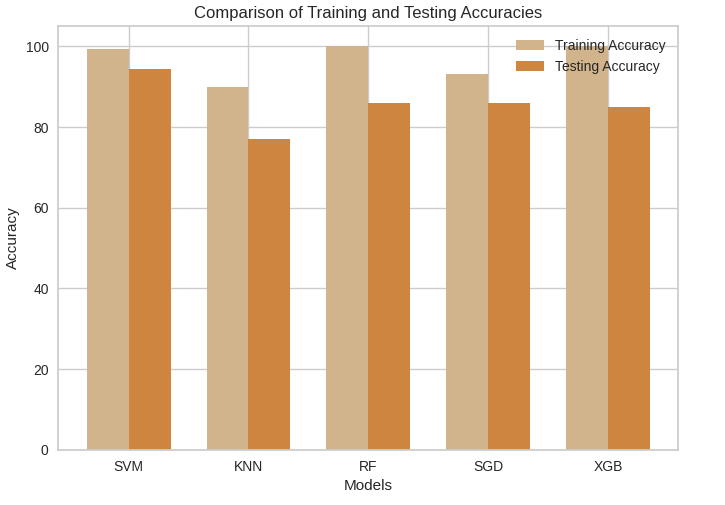 Comparison of Training and Testing Accuracies
Training Accuracy
Testing Accuracy
Accuracy
100
80
60
40
20
0
SVM KNN RF SGD XGB
Models